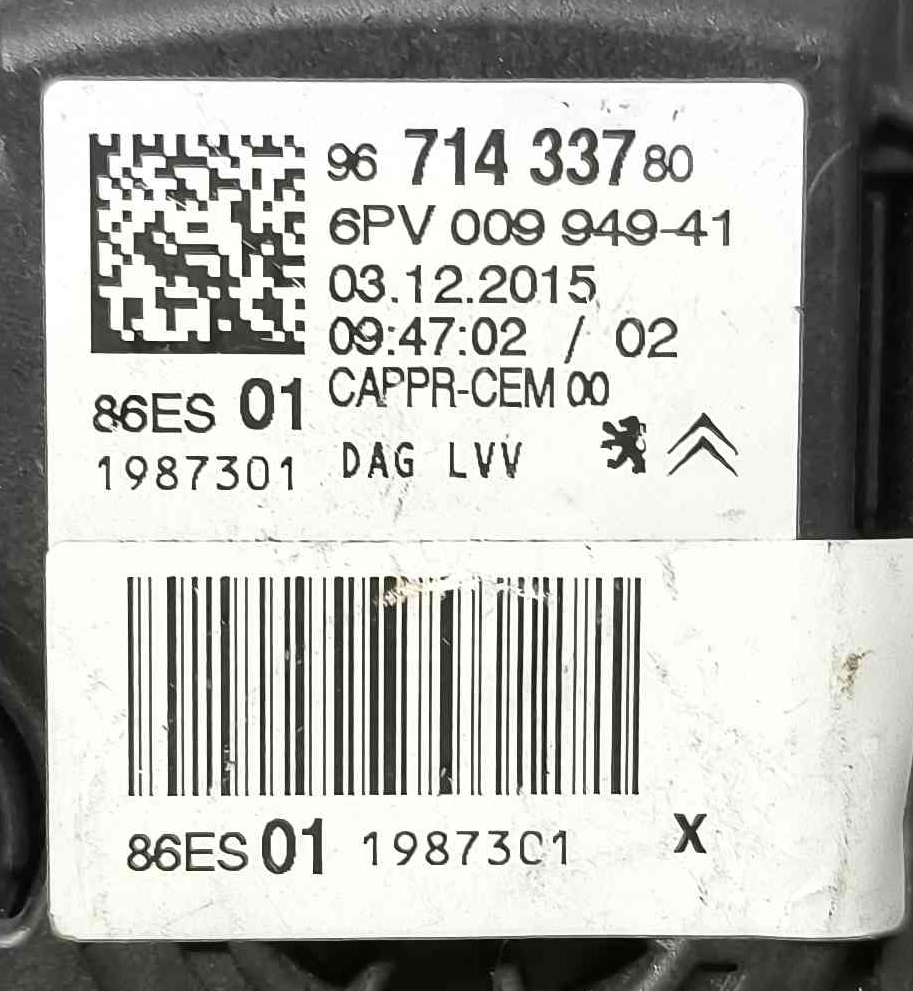 96 714 337 80
6PV 009 949-41
03.12.2015
09:47:02 / 02
CAPPR-CEM 00
86ES 01
1987301 DAG LVV
86ES 01 19873C1 X